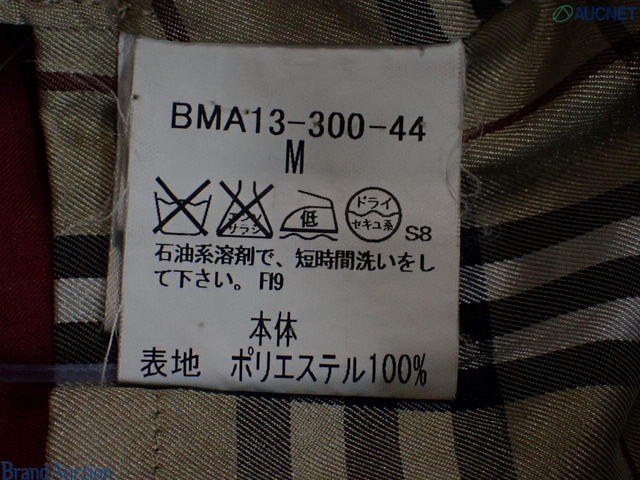 AUCNET
BMA13-300-44
M
エンソ
サラシ
低
ドライ
セキユ系
S8
石油系溶剤で、短時間洗いをし
て下さい。F19
本体
表地 ポリエステル100%
Brand Auction